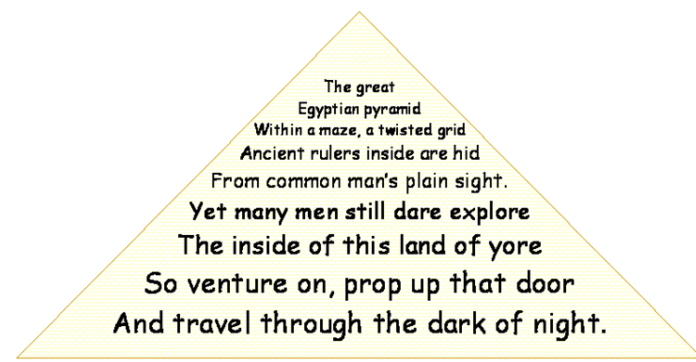 The great
Egyptian pyramid
Within a maze, a twisted grid
Ancient rulers inside are hid
From common man's plain sight.
Yet many men still dare explore
The inside of this land of yore
So venture on, prop up that door
And travel through the dark of night.